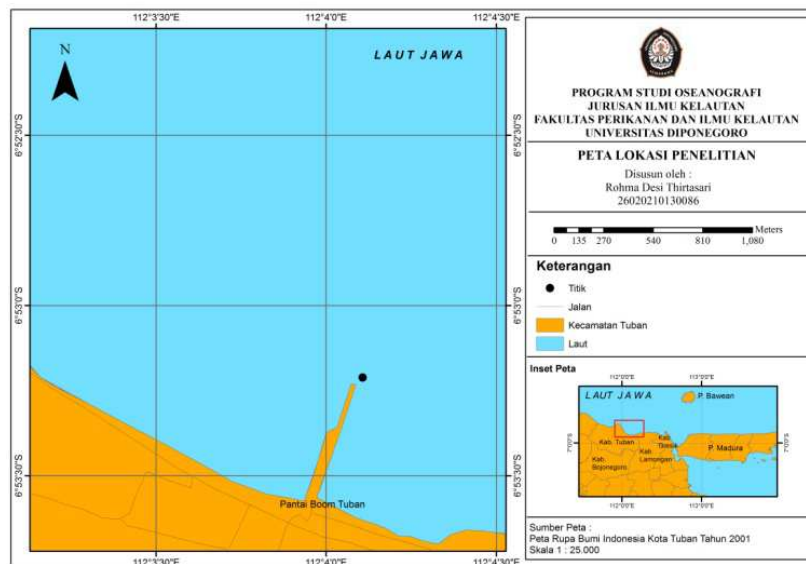 112°3'30"E
112°4'0"E
112°4'30"E
N
LAUT JAWA
6°52'30"S
6°53'0"S
6°53'30"S
Pantai Boom Tuban
112°3'30"E
112°4'0"E
112°4'30"E
6°52'30"S
6°53'0"S
6°53'30"S
PROGRAM STUDI OSEANOGRAFI
JURUSAN ILMU KELAUTAN
FAKULTAS PERIKANAN DAN ILMU KELAUTAN
UNIVERSITAS DIPONEGORO
PETA LOKASI PENELITIAN
Disusun oleh :
Rohma Desi Thirtasari
26020210130086
Meters
0 135 270 540 810 1,080
Keterangan
Titik
Jalan
Kecamatan Tuban
Laut
Inset Peta
112°0'0"E
113°0'0"E
LAUT JAWA
P. Bawean
7°0'0"S
7°0'0"S
Kab. Tuban
Kab.
Gresik
Kab.
Lamongan
P. Madura
Kab.
Bojonegoro
112°0'0"E
113°0'0"E
Sumber Peta :
Peta Rupa Bumi Indonesia Kota Tuban Tahun 2001
Skala 1 : 25.000